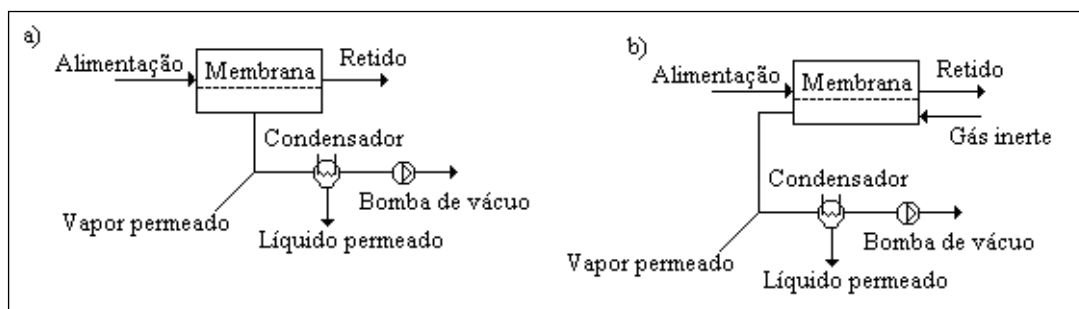 a)
Alimentação
Membrana
Retido
Condensador
Bomba de vácuo
Vapor permeado
Líquido permeado
b)
Alimentação
Membrana
Retido
Gás inerte
Condensador
Bomba de vácuo
Vapor permeado
Líquido permeado